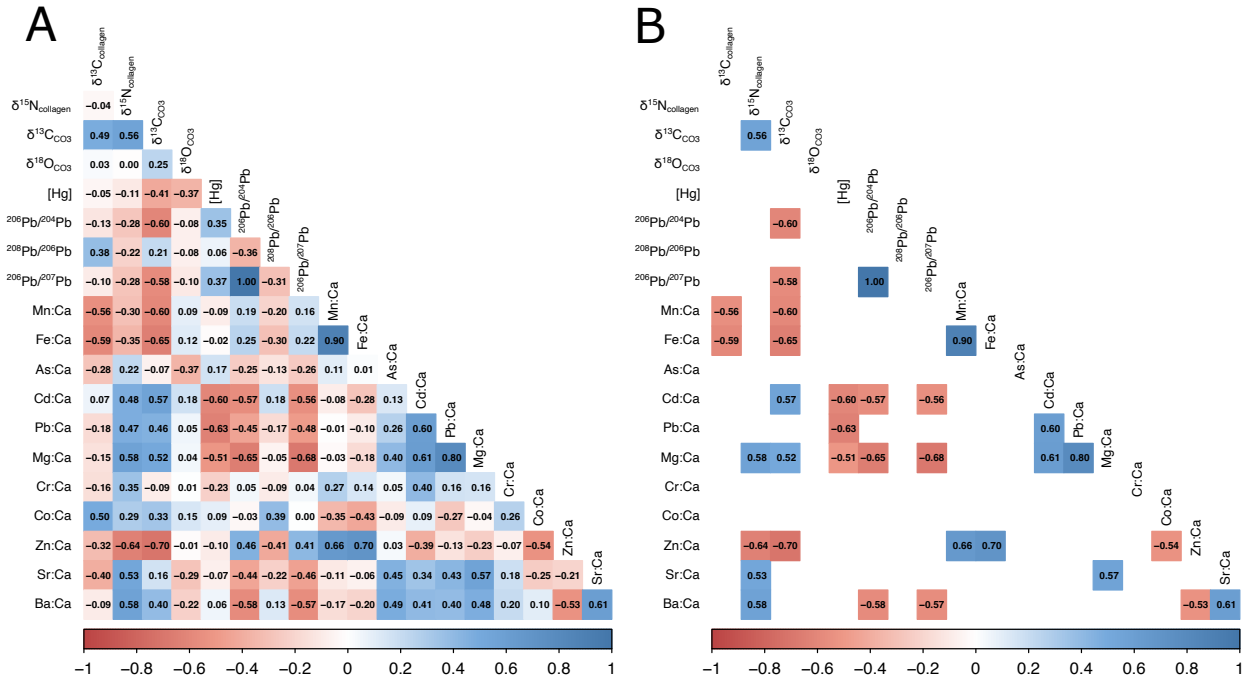 A
δ¹³C_collagen
δ¹⁵N_collagen −0.04 δ¹⁵N_collagen
δ¹³C_CO3 0.49 0.56 δ¹³C_CO3
δ¹⁸O_CO3 0.03 0.00 0.25 δ¹⁸O_CO3
[Hg] −0.05 −0.11 −0.41 −0.37 [Hg]
²⁰⁶Pb/²⁰⁴Pb −0.13 −0.28 −0.60 −0.08 0.35 ²⁰⁶Pb/²⁰⁴Pb
²⁰⁸Pb/²⁰⁶Pb 0.38 −0.22 0.21 −0.08 0.06 −0.36 ²⁰⁸Pb/²⁰⁶Pb
²⁰⁶Pb/²⁰⁷Pb −0.10 −0.28 −0.58 −0.10 0.37 1.00 −0.31 ²⁰⁶Pb/²⁰⁷Pb
Mn:Ca −0.56 −0.30 −0.60 0.09 −0.09 0.19 −0.20 0.16 Mn:Ca
Fe:Ca −0.59 −0.35 −0.65 0.12 −0.02 0.25 −0.30 0.22 0.90 Fe:Ca
As:Ca −0.28 0.22 −0.07 −0.37 0.17 −0.25 −0.13 −0.26 0.11 0.01 As:Ca
Cd:Ca 0.07 0.48 0.57 0.18 −0.60 −0.57 0.18 −0.56 −0.08 −0.28 0.13 Cd:Ca
Pb:Ca −0.18 0.47 0.46 0.05 −0.63 −0.45 −0.17 −0.48 −0.01 −0.10 0.26 0.60 Pb:Ca
Mg:Ca −0.15 0.58 0.52 0.04 −0.51 −0.65 −0.05 −0.68 −0.03 −0.18 0.40 0.61 0.80 Mg:Ca
Cr:Ca −0.16 0.35 −0.09 0.01 −0.23 0.05 −0.09 0.04 0.27 0.14 0.05 0.40 0.16 0.16 Cr:Ca
Co:Ca 0.50 0.29 0.33 0.15 0.09 −0.03 0.39 0.00 −0.35 −0.43 −0.09 0.09 −0.27 −0.04 0.26 Co:Ca
Zn:Ca −0.32 −0.64 −0.70 −0.01 −0.10 0.46 −0.41 0.41 0.66 0.70 0.03 −0.39 −0.13 −0.23 −0.07 −0.54 Zn:Ca
Sr:Ca −0.40 0.53 0.16 −0.29 −0.07 −0.44 −0.22 −0.46 −0.11 −0.06 0.45 0.34 0.43 0.57 0.18 −0.25 −0.21 Sr:Ca
Ba:Ca −0.09 0.58 0.40 −0.22 0.06 −0.58 0.13 −0.57 −0.17 −0.20 0.49 0.41 0.40 0.48 0.20 0.10 −0.53 0.61
−1 −0.8 −0.6 −0.4 −0.2 0 0.2 0.4 0.6 0.8 1
B
δ¹³C_collagen
δ¹⁵N_collagen δ¹⁵N_collagen
δ¹³C_CO3 0.56 δ¹³C_CO3
δ¹⁸O_CO3 δ¹⁸O_CO3
[Hg] [Hg]
²⁰⁶Pb/²⁰⁴Pb −0.60 ²⁰⁶Pb/²⁰⁴Pb
²⁰⁸Pb/²⁰⁶Pb ²⁰⁸Pb/²⁰⁶Pb
²⁰⁶Pb/²⁰⁷Pb −0.58 1.00 ²⁰⁶Pb/²⁰⁷Pb
Mn:Ca −0.56 −0.60 Mn:Ca
Fe:Ca −0.59 −0.65 0.90 Fe:Ca
As:Ca As:Ca
Cd:Ca 0.57 −0.60 −0.57 −0.56 Cd:Ca
Pb:Ca −0.63 0.60 Pb:Ca
Mg:Ca 0.58 0.52 −0.51 −0.65 −0.68 0.61 0.80 Mg:Ca
Cr:Ca Cr:Ca
Co:Ca Co:Ca
Zn:Ca −0.64 −0.70 0.66 0.70 −0.54 Zn:Ca
Sr:Ca 0.53 0.57 Sr:Ca
Ba:Ca 0.58 −0.58 −0.57 −0.53 0.61
−1 −0.8 −0.6 −0.4 −0.2 0 0.2 0.4 0.6 0.8 1